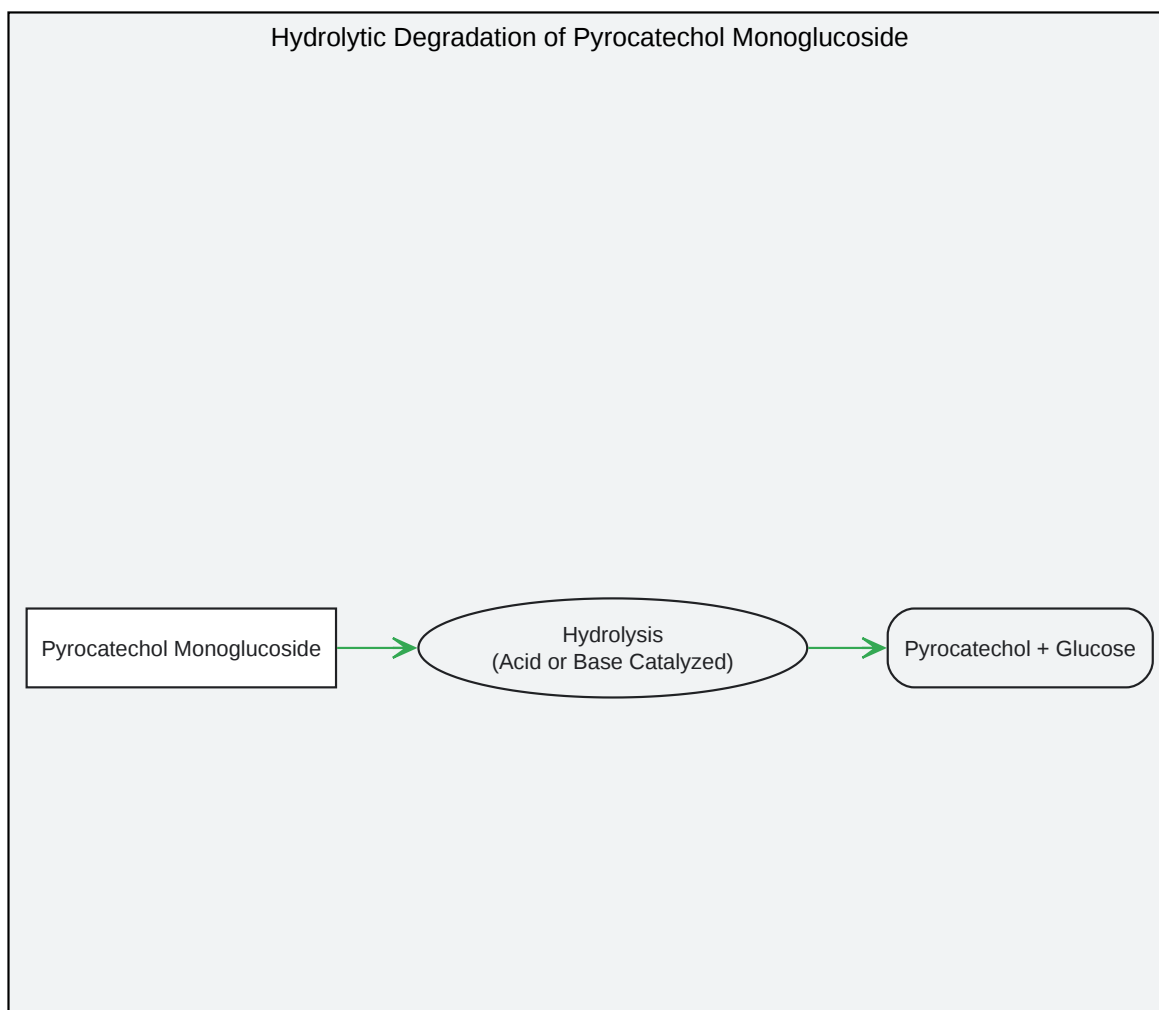 Hydrolytic Degradation of Pyrocatechol Monoglucoside
Pyrocatechol Monoglucoside
Hydrolysis
(Acid or Base Catalyzed)
Pyrocatechol + Glucose